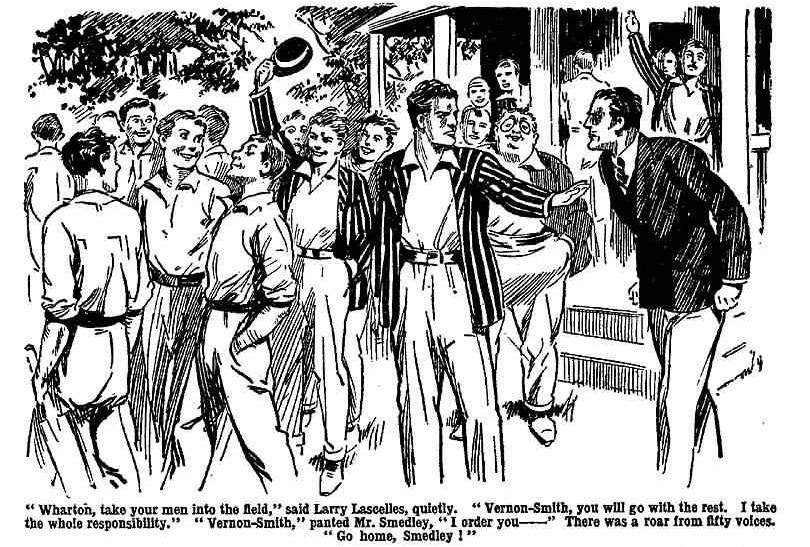 " Wharton, take your men into the field," said Larry Lascelles, quietly. " Vernon-Smith, you will go with the rest. I take
the whole responsibility." " Vernon-Smith," panted Mr. Smedley, " I order you——" There was a roar from fifty voices.
" Go home, Smedley ! "